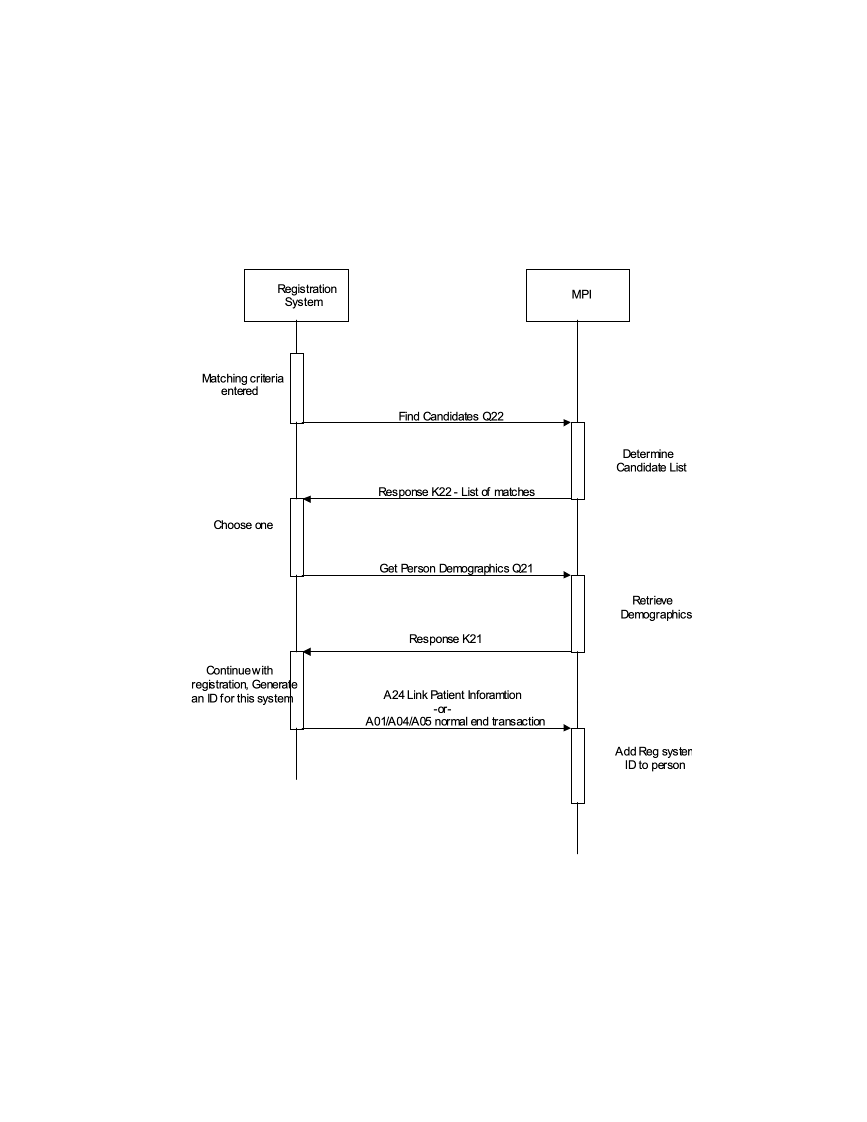 Registration
System
MPI
Matching criteria
entered
Find Candidates Q22
Determine
Candidate List
Response K22 - List of matches
Choose one
Get Person Demographics Q21
Retrieve
Demographics
Response K21
Continue with
registration, Generate
an ID for this system
A24 Link Patient Inforamtion
-or-
A01/A04/A05 normal end transaction
Add Reg system
ID to person